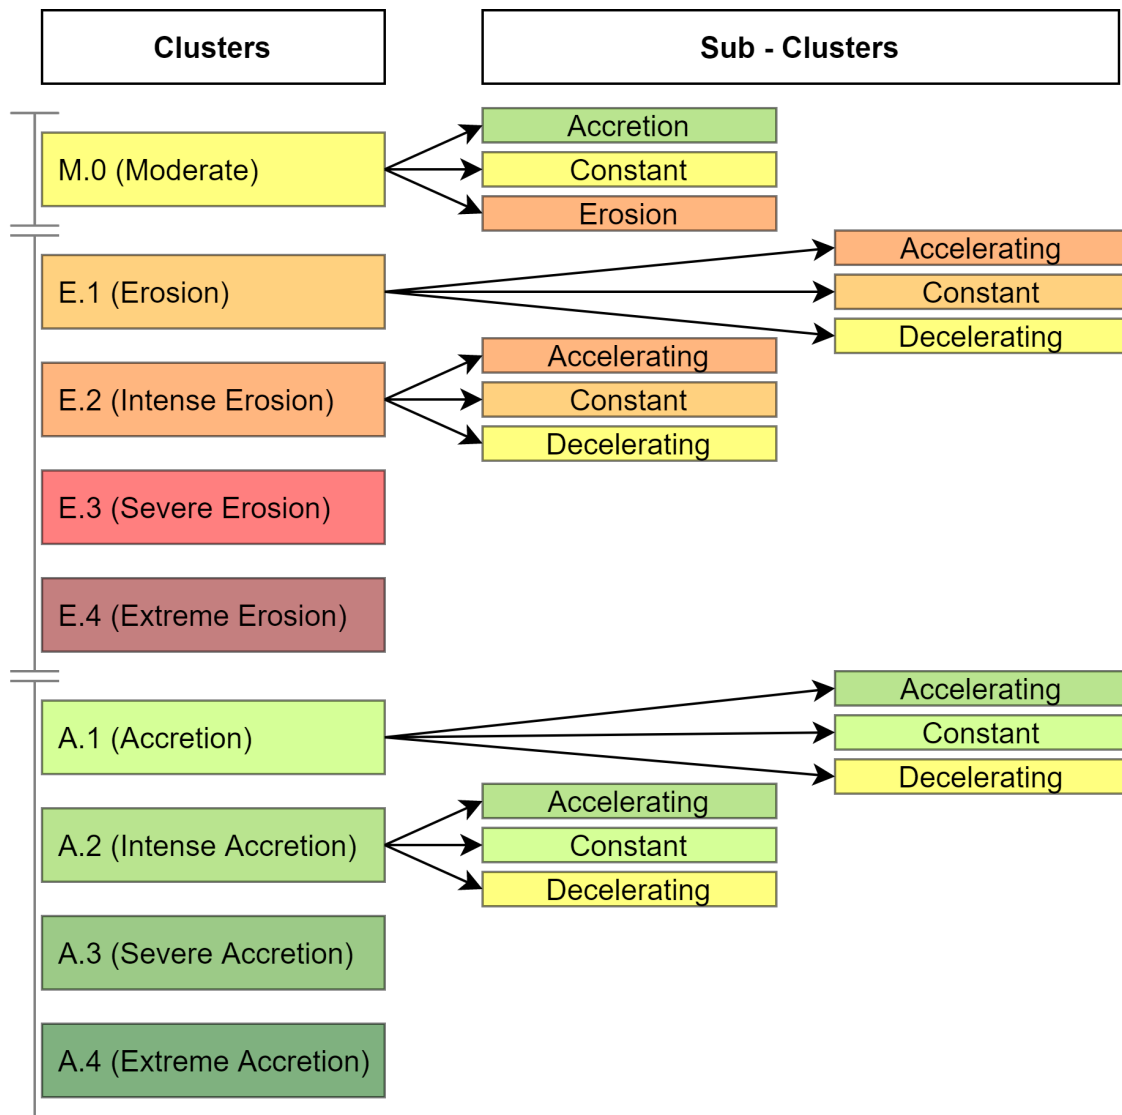 Clusters
Sub - Clusters
M.0 (Moderate)
Accretion
Constant
Erosion
E.1 (Erosion)
Accelerating
Constant
Decelerating
E.2 (Intense Erosion)
Accelerating
Constant
Decelerating
E.3 (Severe Erosion)
E.4 (Extreme Erosion)
A.1 (Accretion)
Accelerating
Constant
Decelerating
A.2 (Intense Accretion)
Accelerating
Constant
Decelerating
A.3 (Severe Accretion)
A.4 (Extreme Accretion)